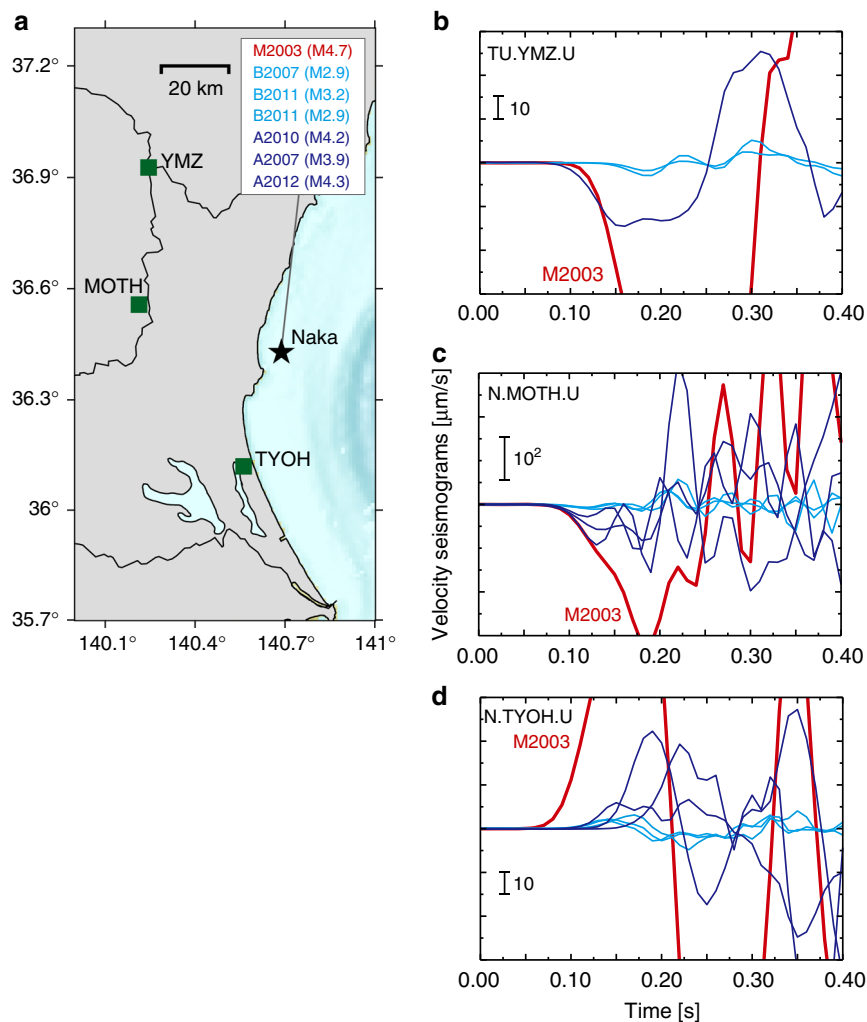 a
37.2°
36.9°
36.6°
36.3°
36°
35.7°
140.1°
140.4°
140.7°
141°
20 km
M2003 (M4.7)
B2007 (M2.9)
B2011 (M3.2)
B2011 (M2.9)
A2010 (M4.2)
A2007 (M3.9)
A2012 (M4.3)
YMZ
MOTH
Naka
TYOH
b
TU.YMZ.U
10
M2003
0.00
0.10
0.20
0.30
0.40
c
N.MOTH.U
10²
M2003
Velocity seismograms [μm/s]
0.00
0.10
0.20
0.30
0.40
d
N.TYOH.U
M2003
10
0.00
0.10
0.20
0.30
0.40
Time [s]